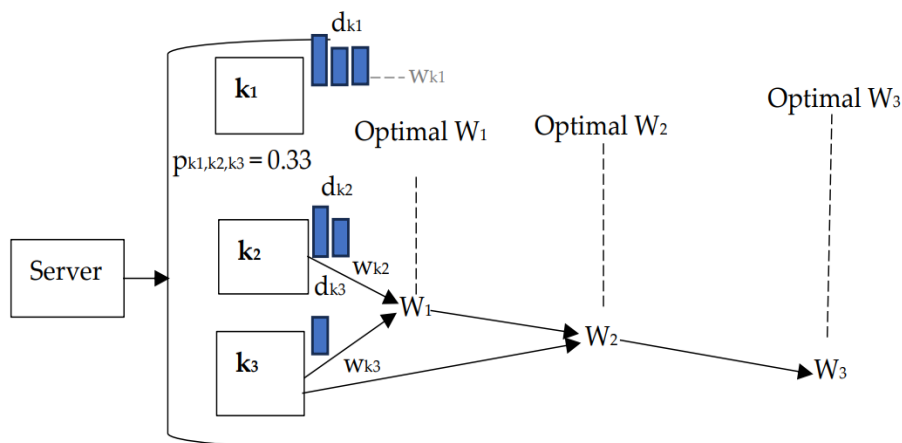 dk1
k1
wk1
Optimal W1
Optimal W2
Optimal W3
pk1,k2,k3 = 0.33
dk2
k2
wk2
Server
dk3
W1
W2
k3
wk3
W3